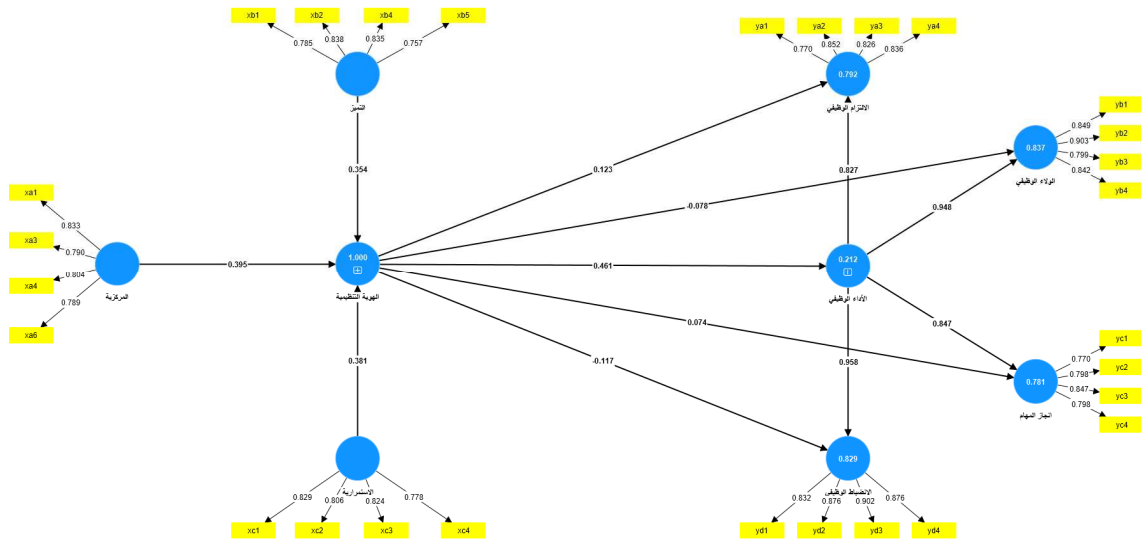 xb1
xb2
xb4
xb5
0.785
0.838
0.835
0.757
التميز
0.354
ya1
ya2
ya3
ya4
0.770
0.852
0.826
0.836
0.792
الالتزام الوظيفي
0.123
0.827
yb1
yb2
yb3
yb4
0.849
0.903
0.799
0.842
0.837
الولاء الوظيفي
-0.078
0.948
xa1
xa3
xa4
xa6
0.833
0.790
0.804
0.789
المركزية
0.395
1.000
الهوية التنظيمية
0.461
0.212
الأداء الوظيفي
0.074
0.847
yc1
yc2
yc3
yc4
0.770
0.798
0.847
0.798
0.781
انجاز المهام
0.381
-0.117
0.958
الاستمرارية /
0.829
0.806
0.824
0.778
xc1
xc2
xc3
xc4
0.829
الانضباط الوظيفي
0.832
0.876
0.902
0.876
yd1
yd2
yd3
yd4